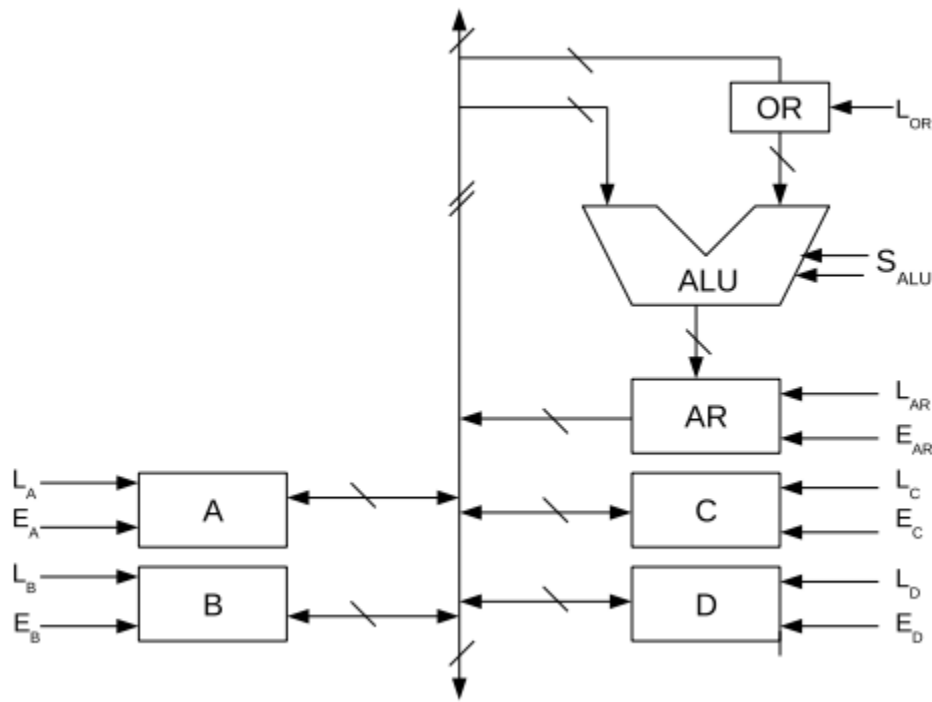 OR
L_OR
ALU
S_ALU
AR
L_AR
E_AR
L_A
E_A
A
C
L_C
E_C
L_B
E_B
B
D
L_D
E_D